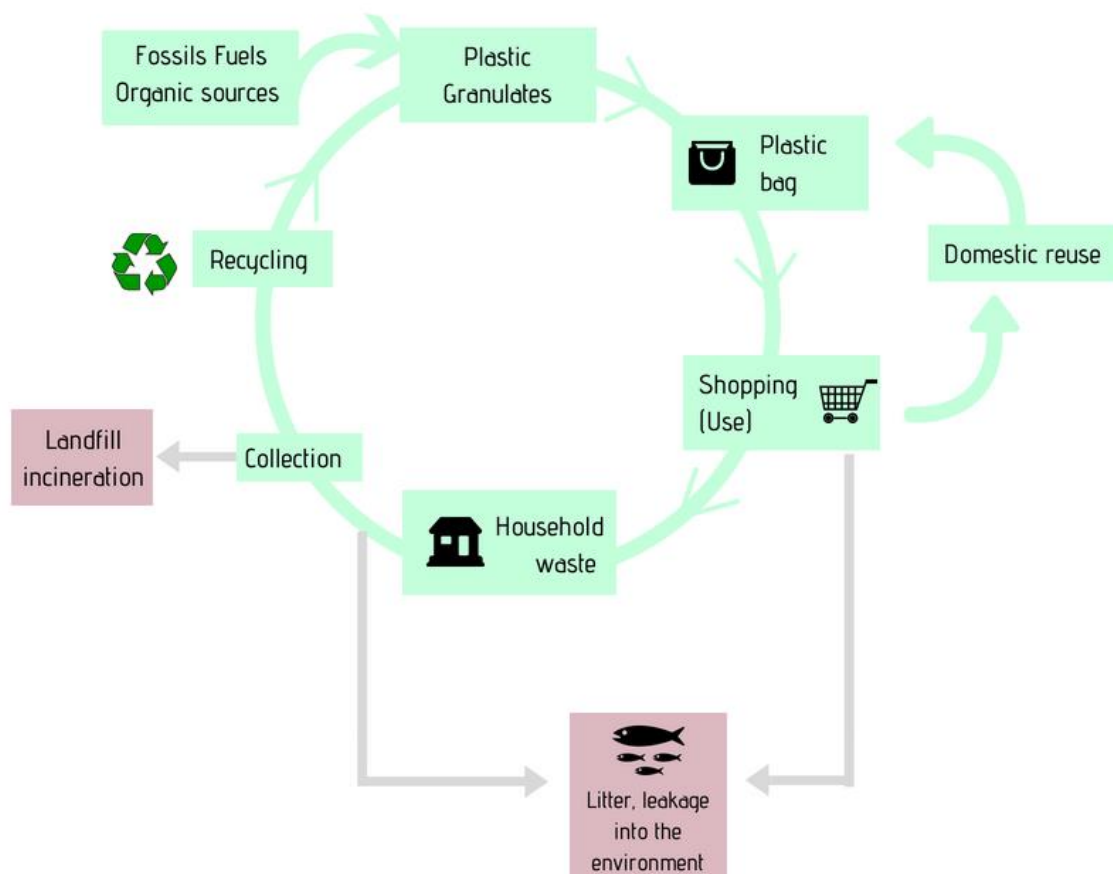 Fossils Fuels
Organic sources
Plastic
Granulates
Plastic
bag
Recycling
Domestic reuse
Shopping
(Use)
Landfill
incineration
Collection
Household
waste
Litter, leakage
into the
environment